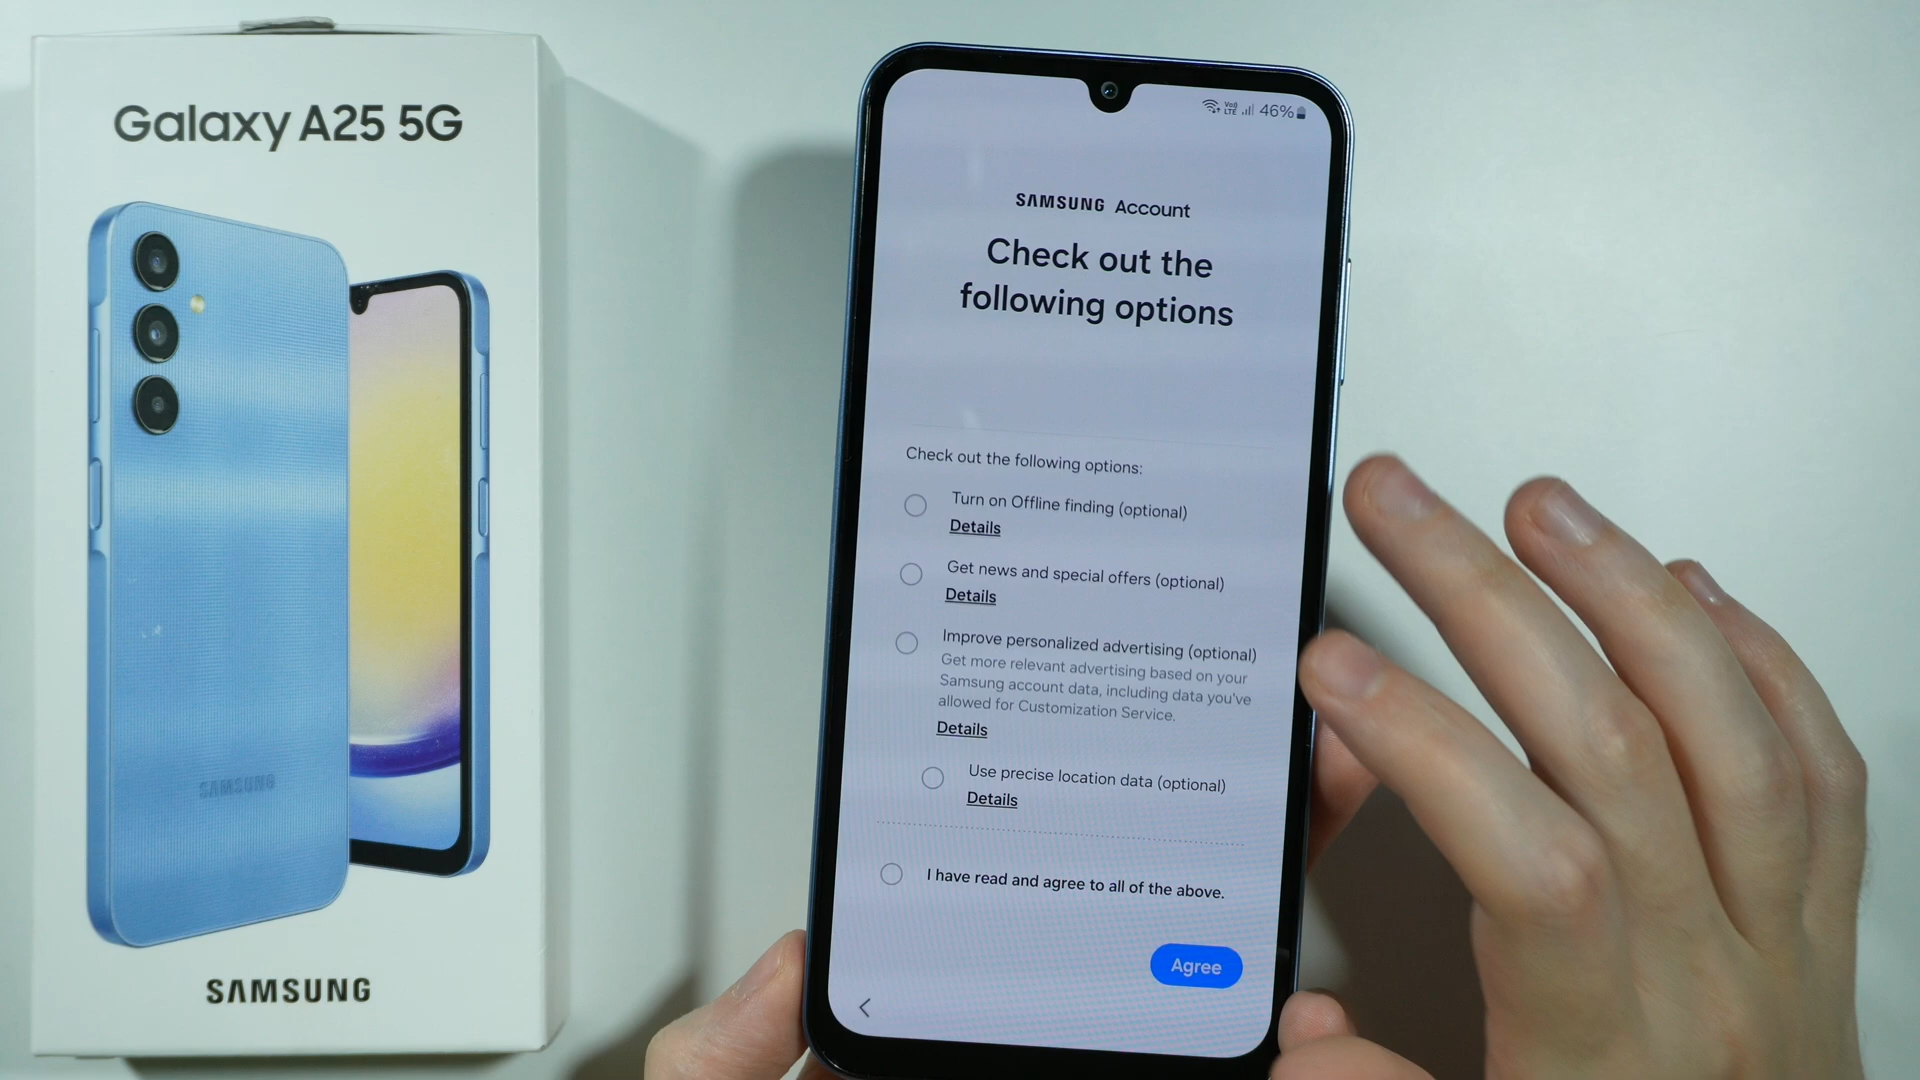 Galaxy A25 5G
SAMSUNG
SAMSUNG
Vo))
LTE
46%
SAMSUNG Account
Check out the
following options
Check out the following options:
Turn on Offline finding (optional)
Details
Get news and special offers (optional)
Details
Improve personalized advertising (optional)
Get more relevant advertising based on your
Samsung account data, including data you've
allowed for Customization Service.
Details
Use precise location data (optional)
Details
I have read and agree to all of the above.
Agree